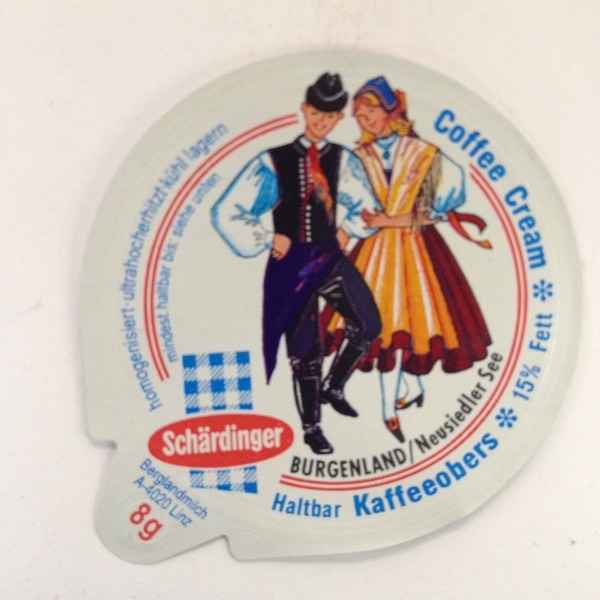 homogenisiert·ultrahocherhitzt·kühl lagern
mindest. haltbar bis: siehe unten
Coffee Cream * 15% Fett *
Haltbar Kaffeeobers
BURGENLAND/Neusiedler See
Schärdinger
Berglandmilch
A-4020 Linz
8g